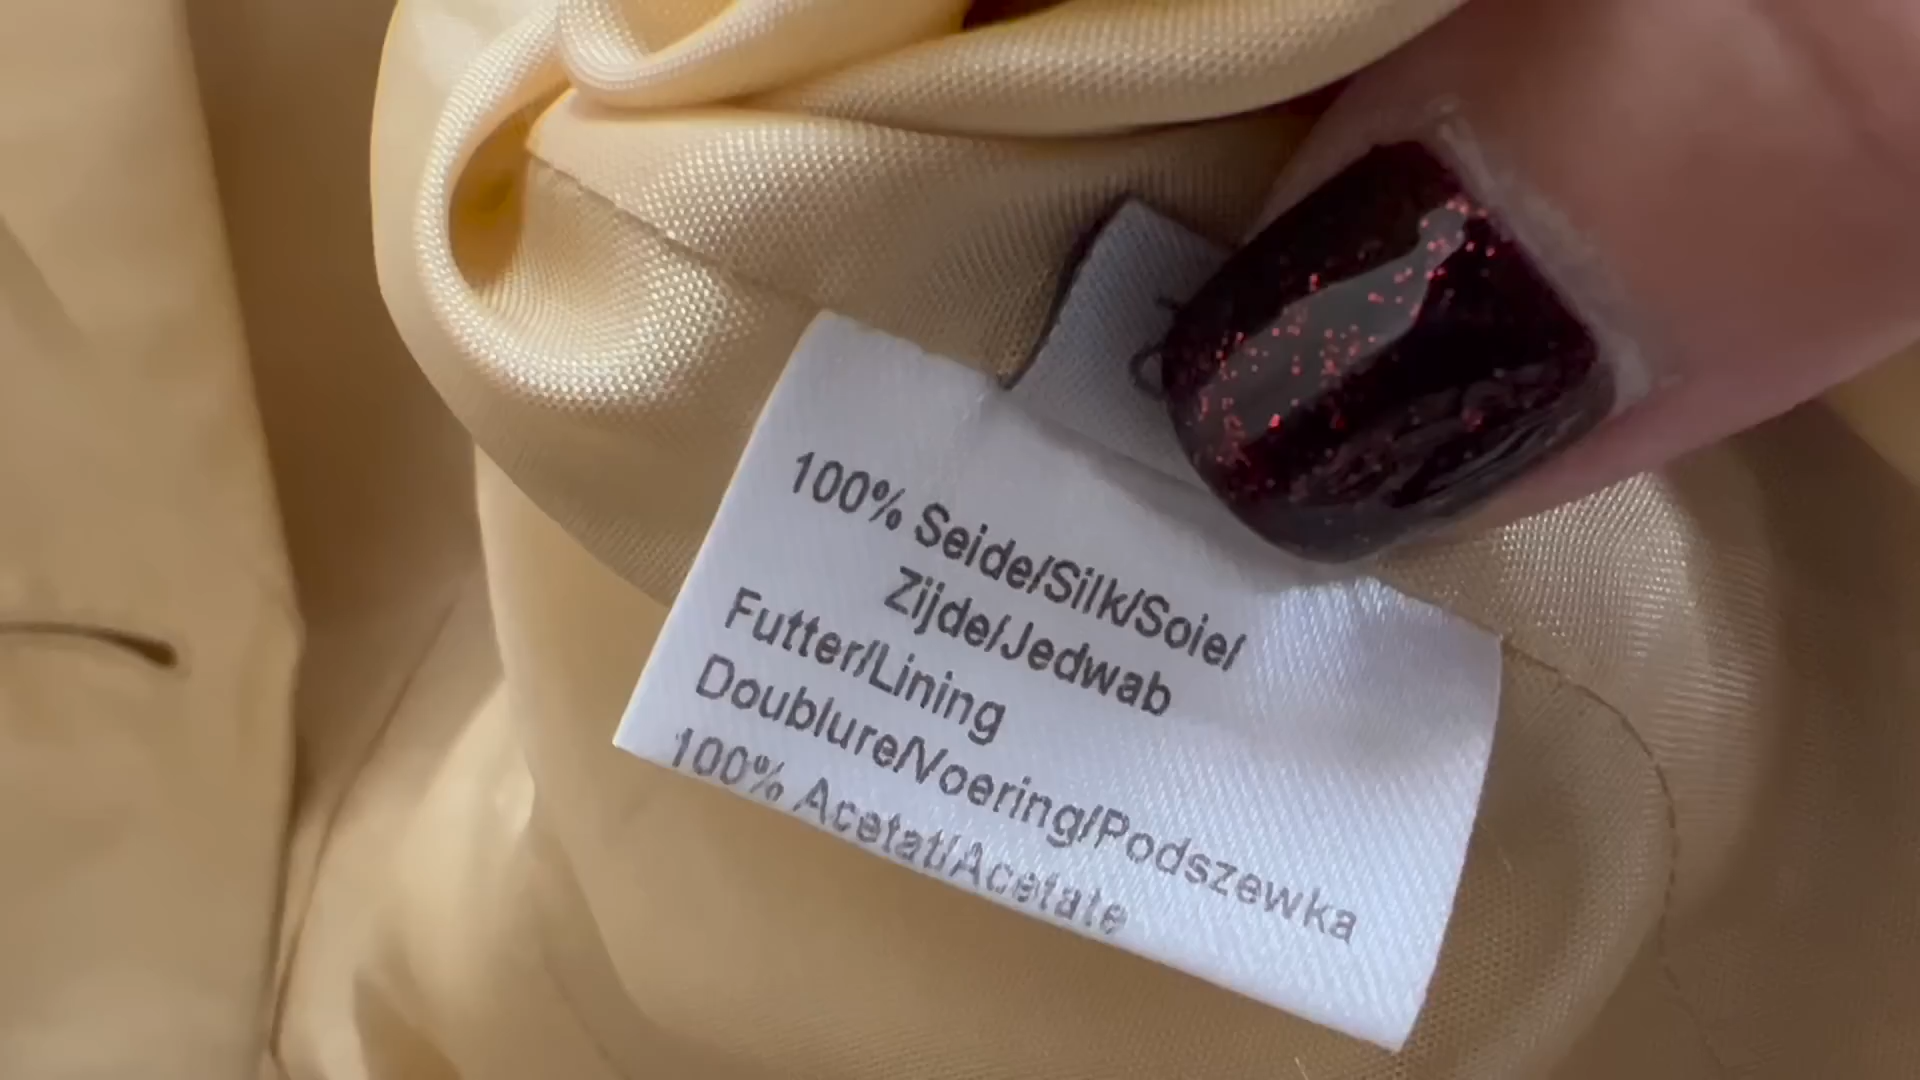 100% Seide/Silk/Soie/
Zijde/Jedwab
Futter/Lining
Doublure/Voering/Podszewka
100% Acetat/Acetate